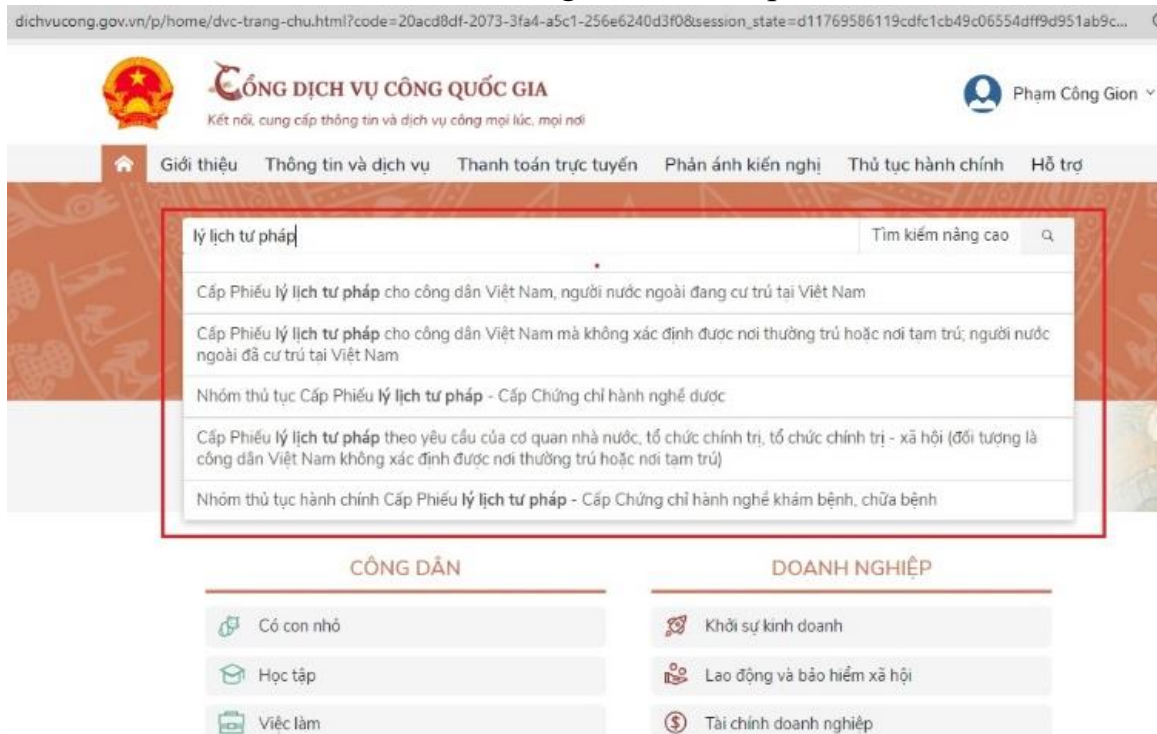 dichvucong.gov.vn/p/home/dvc-trang-chu.html?code=20acd8df-2073-3fa4-a5c1-256e6240d3f0&session_state=d11769586119cdfc1cb49c06554dff9d951ab9c...
CỔNG DỊCH VỤ CÔNG QUỐC GIA
Kết nối, cung cấp thông tin và dịch vụ công mọi lúc, mọi nơi
Phạm Công Gion
Giới thiệu Thông tin và dịch vụ Thanh toán trực tuyến Phản ánh kiến nghị Thủ tục hành chính Hỗ trợ
lý lịch tư pháp Tìm kiếm nâng cao
Cấp Phiếu lý lịch tư pháp cho công dân Việt Nam, người nước ngoài đang cư trú tại Việt Nam
Cấp Phiếu lý lịch tư pháp cho công dân Việt Nam mà không xác định được nơi thường trú hoặc nơi tạm trú; người nước
ngoài đã cư trú tại Việt Nam
Nhóm thủ tục Cấp Phiếu lý lịch tư pháp - Cấp Chứng chỉ hành nghề dược
Cấp Phiếu lý lịch tư pháp theo yêu cầu của cơ quan nhà nước, tổ chức chính trị, tổ chức chính trị - xã hội (đối tượng là
công dân Việt Nam không xác định được nơi thường trú hoặc nơi tạm trú)
Nhóm thủ tục hành chính Cấp Phiếu lý lịch tư pháp - Cấp Chứng chỉ hành nghề khám bệnh, chữa bệnh
CÔNG DÂN DOANH NGHIỆP
Có con nhỏ Khởi sự kinh doanh
Học tập Lao động và bảo hiểm xã hội
Việc làm Tài chính doanh nghiệp